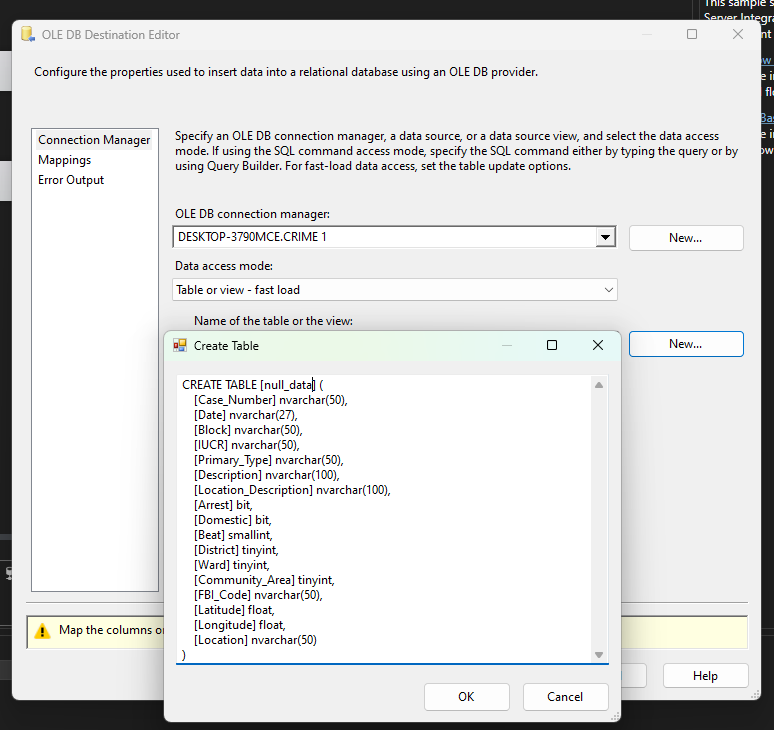 This sample s
Server Integra
OLE DB Destination Editor
Configure the properties used to insert data into a relational database using an OLE DB provider.
Connection Manager
Mappings
Error Output
Specify an OLE DB connection manager, a data source, or a data source view, and select the data access
mode. If using the SQL command access mode, specify the SQL command either by typing the query or by
using Query Builder. For fast-load data access, set the table update options.
OLE DB connection manager:
DESKTOP-3790MCE.CRIME 1
New...
Data access mode:
Table or view - fast load
Name of the table or the view:
New...
Create Table
CREATE TABLE [null_data] (
[Case_Number] nvarchar(50),
[Date] nvarchar(27),
[Block] nvarchar(50),
[IUCR] nvarchar(50),
[Primary_Type] nvarchar(50),
[Description] nvarchar(100),
[Location_Description] nvarchar(100),
[Arrest] bit,
[Domestic] bit,
[Beat] smallint,
[District] tinyint,
[Ward] tinyint,
[Community_Area] tinyint,
[FBI_Code] nvarchar(50),
[Latitude] float,
[Longitude] float,
[Location] nvarchar(50)
)
Map the columns o
OK
Cancel
Help